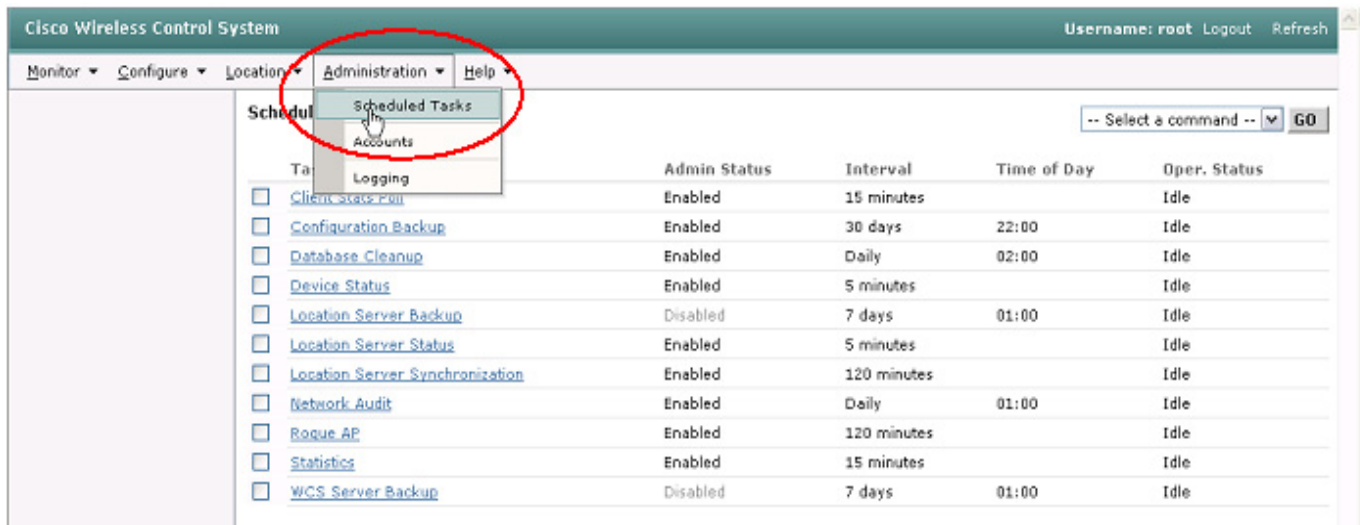 Cisco Wireless Control System Username: root Logout Refresh
Monitor Configure Location Administration Help
Scheduled Tasks
Accounts
Logging
-- Select a command -- GO
Admin Status Interval Time of Day Oper. Status
Client Stats Poll Enabled 15 minutes Idle
Configuration Backup Enabled 30 days 22:00 Idle
Database Cleanup Enabled Daily 02:00 Idle
Device Status Enabled 5 minutes Idle
Location Server Backup Disabled 7 days 01:00 Idle
Location Server Status Enabled 5 minutes Idle
Location Server Synchronization Enabled 120 minutes Idle
Network Audit Enabled Daily 01:00 Idle
Rogue AP Enabled 120 minutes Idle
Statistics Enabled 15 minutes Idle
WCS Server Backup Disabled 7 days 01:00 Idle